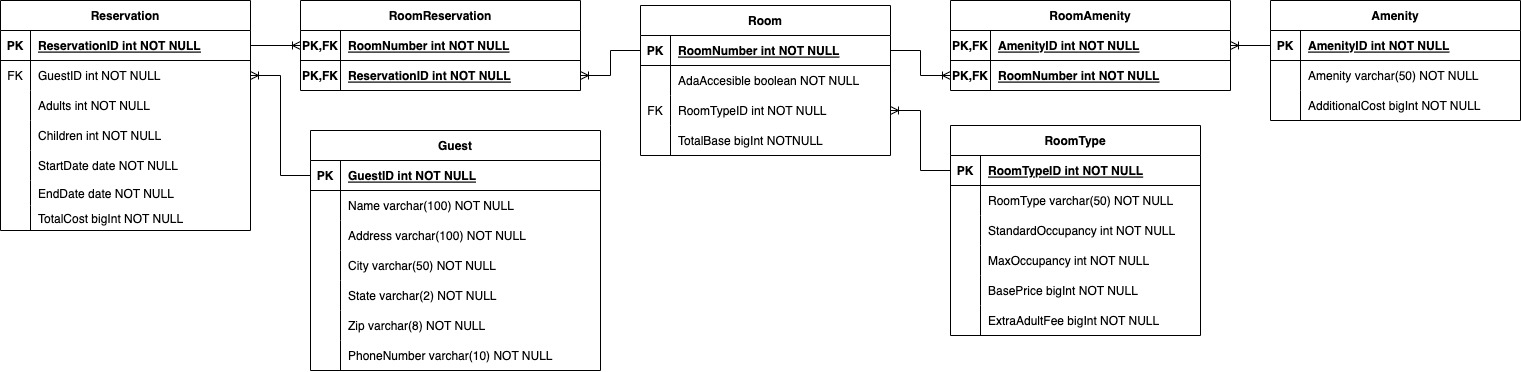 Reservation
PK ReservationID int NOT NULL
FK GuestID int NOT NULL
Adults int NOT NULL
Children int NOT NULL
StartDate date NOT NULL
EndDate date NOT NULL
TotalCost bigInt NOT NULL
RoomReservation
PK,FK RoomNumber int NOT NULL
PK,FK ReservationID int NOT NULL
Guest
PK GuestID int NOT NULL
Name varchar(100) NOT NULL
Address varchar(100) NOT NULL
City varchar(50) NOT NULL
State varchar(2) NOT NULL
Zip varchar(8) NOT NULL
PhoneNumber varchar(10) NOT NULL
Room
PK RoomNumber int NOT NULL
AdaAccesible boolean NOT NULL
FK RoomTypeID int NOT NULL
TotalBase bigInt NOTNULL
RoomAmenity
PK,FK AmenityID int NOT NULL
PK,FK RoomNumber int NOT NULL
RoomType
PK RoomTypeID int NOT NULL
RoomType varchar(50) NOT NULL
StandardOccupancy int NOT NULL
MaxOccupancy int NOT NULL
BasePrice bigInt NOT NULL
ExtraAdultFee bigInt NOT NULL
Amenity
PK AmenityID int NOT NULL
Amenity varchar(50) NOT NULL
AdditionalCost bigInt NOT NULL